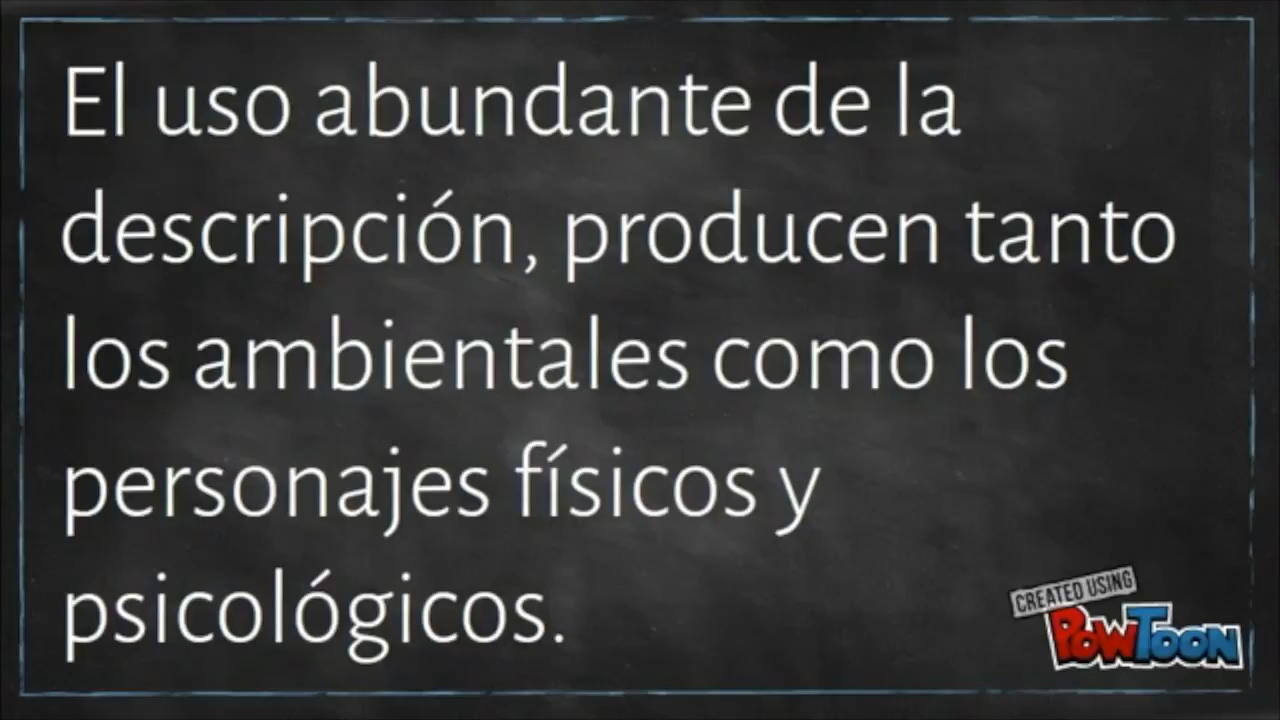 El uso abundante de la
descripción, producen tanto
los ambientales como los
personajes físicos y
psicológicos.
CREATED USING
POWTOON